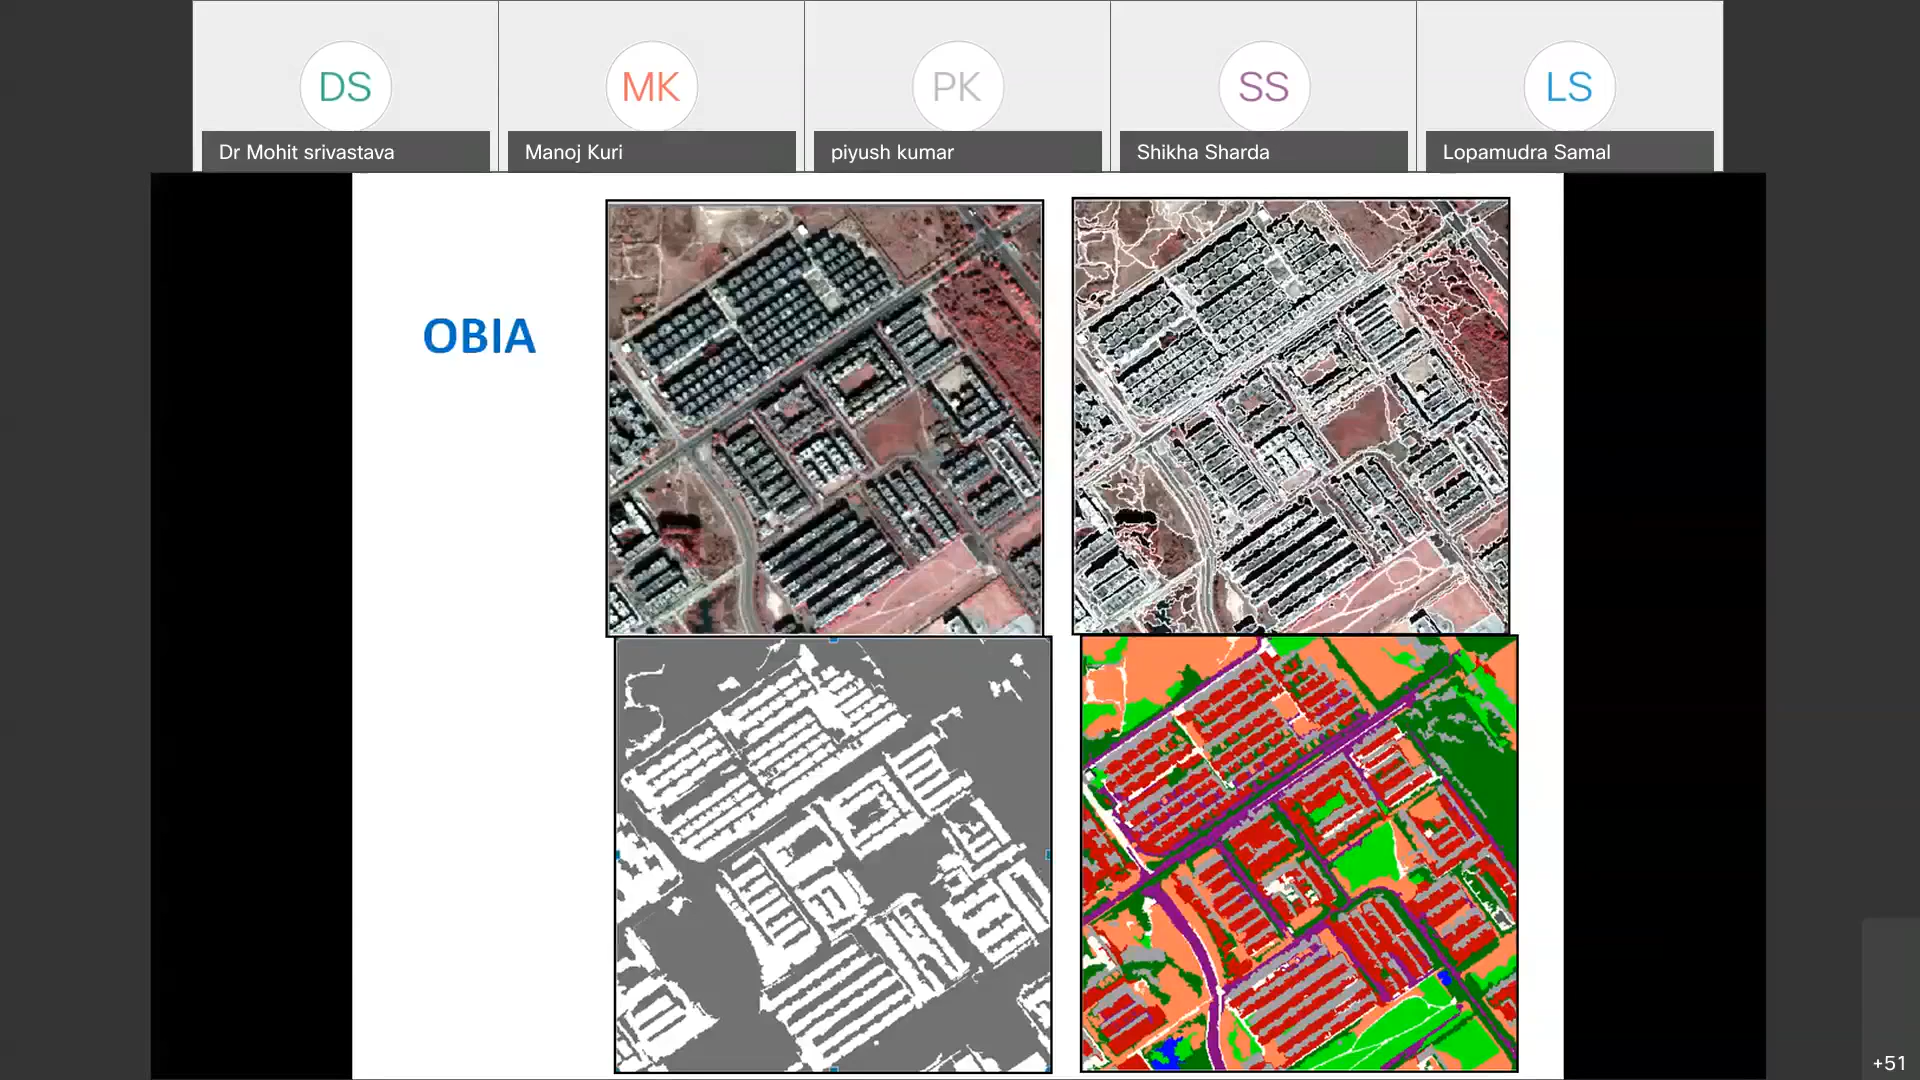 DS
MK
PK
SS
LS
Dr Mohit srivastava
Manoj Kuri
piyush kumar
Shikha Sharda
Lopamudra Samal
OBIA
+51